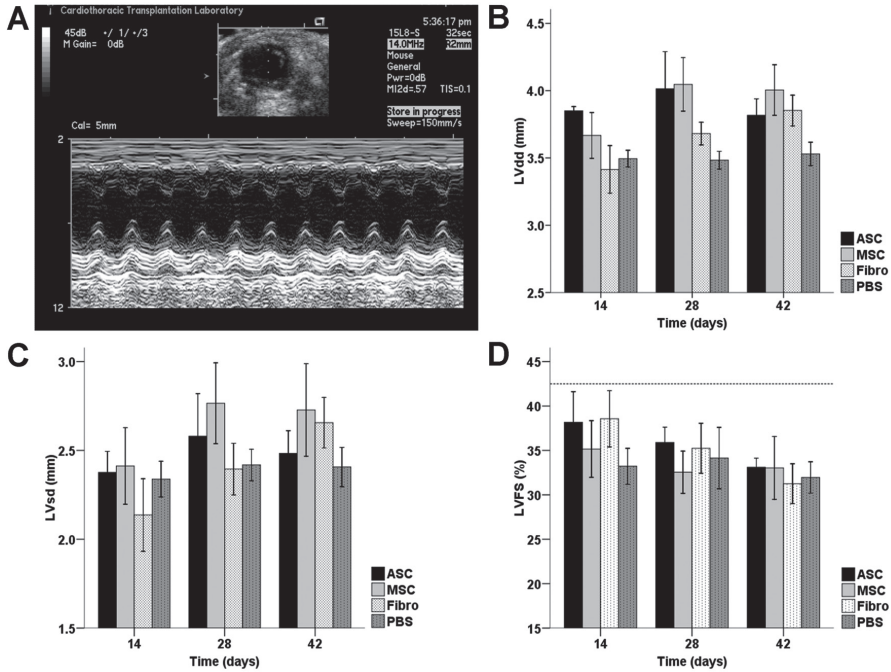 A
Cardiothoracic Transplantation Laboratory
5:36:17 pm
45dB +/ 1/ +/3
M Gain= 0dB
15L8-S 32sec
14.0MHz R2mm
Mouse
General
Pwr=0dB
MI2d=.57 TIS=0.1
Store in progress
Sweep=150mm/s
Cal= 5mm
2
12
B
4.5
4.0
3.5
3.0
2.5
LVdd (mm)
14 28 42
Time (days)
ASC
MSC
Fibro
PBS
C
3.0
2.5
2.0
1.5
LVsd (mm)
14 28 42
Time (days)
ASC
MSC
Fibro
PBS
D
45
40
35
30
25
20
15
LVFS (%)
14 28 42
Time (days)
ASC
MSC
Fibro
PBS